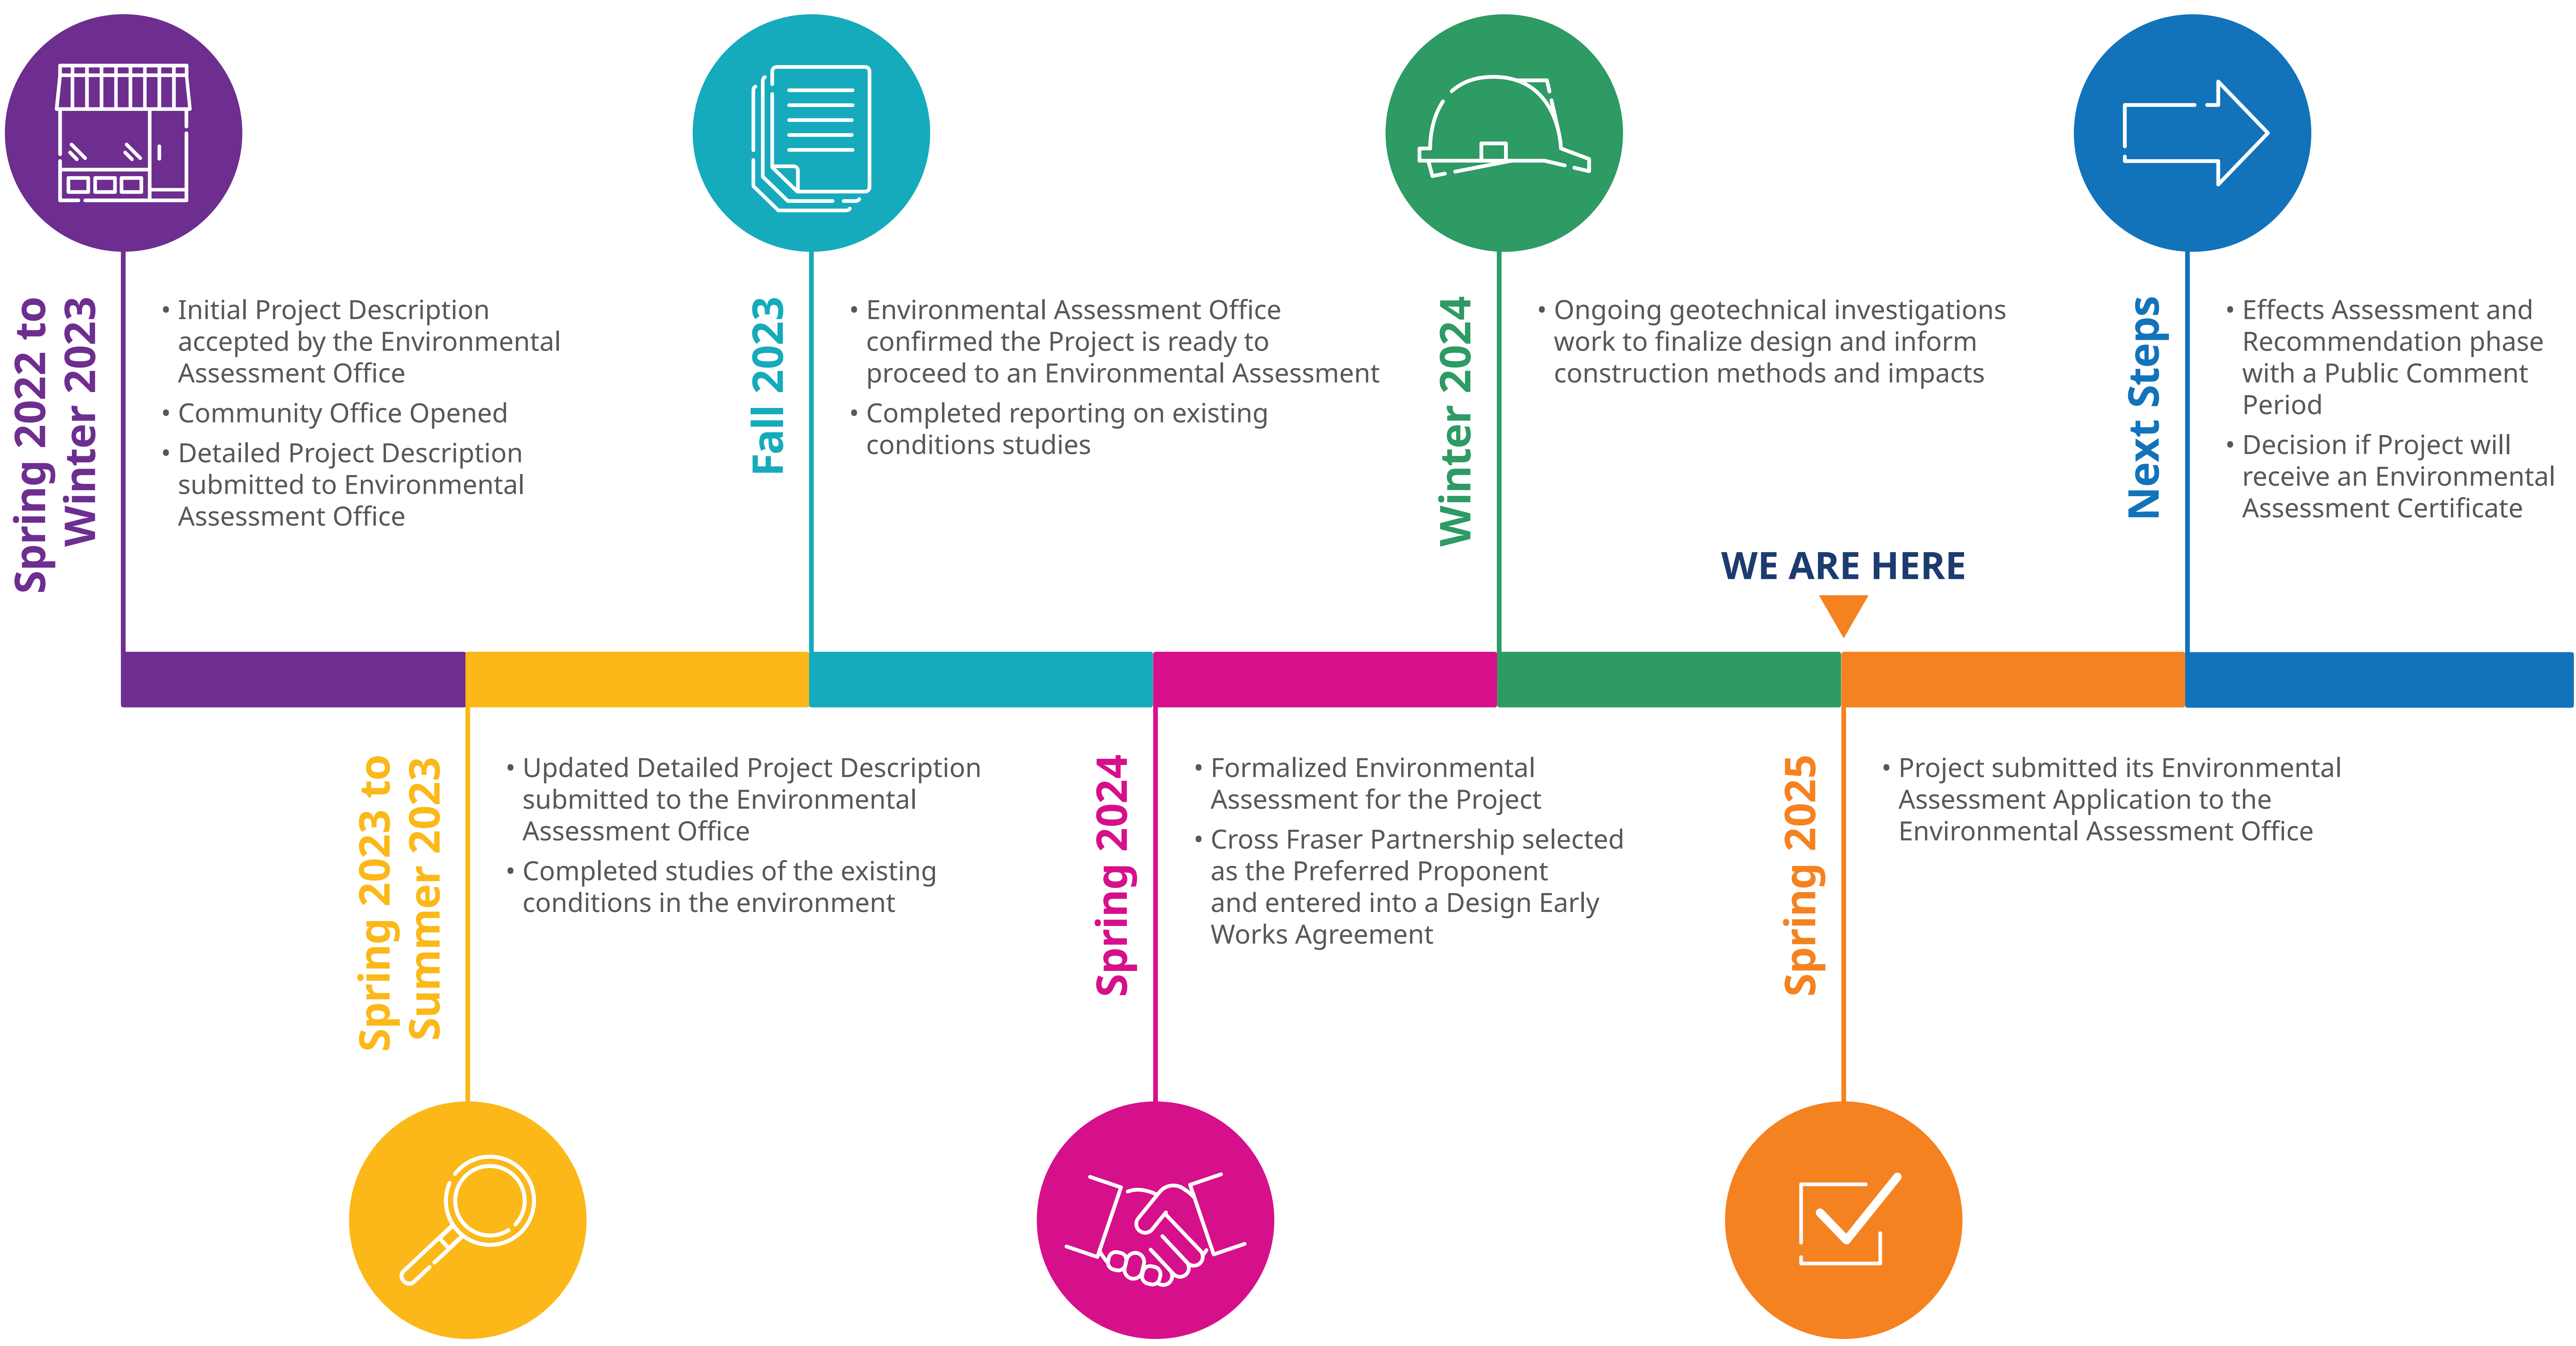 Spring 2022 to
Winter 2023
• Initial Project Description
accepted by the Environmental
Assessment Office
• Community Office Opened
• Detailed Project Description
submitted to Environmental
Assessment Office
Fall 2023
• Environmental Assessment Office
confirmed the Project is ready to
proceed to an Environmental Assessment
• Completed reporting on existing
conditions studies
Winter 2024
• Ongoing geotechnical investigations
work to finalize design and inform
construction methods and impacts
Next Steps
• Effects Assessment and
Recommendation phase
with a Public Comment
Period
• Decision if Project will
receive an Environmental
Assessment Certificate
WE ARE HERE
Spring 2023 to
Summer 2023
• Updated Detailed Project Description
submitted to the Environmental
Assessment Office
• Completed studies of the existing
conditions in the environment
Spring 2024
• Formalized Environmental
Assessment for the Project
• Cross Fraser Partnership selected
as the Preferred Proponent
and entered into a Design Early
Works Agreement
Spring 2025
• Project submitted its Environmental
Assessment Application to the
Environmental Assessment Office